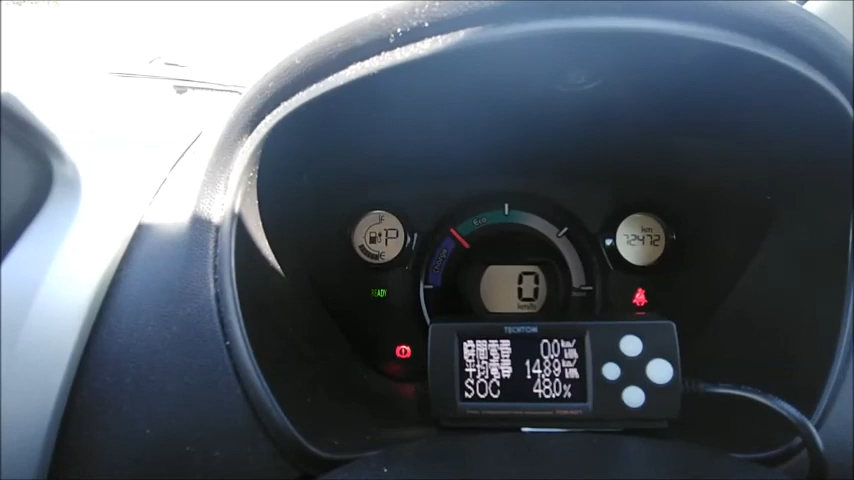 F
P
E
READY
Charge
Eco
0
km/h
km
72472
TECHTOM
瞬間電費 0.0 km/kWh
平均電費 14.89 km/kWh
SOC 48.0%